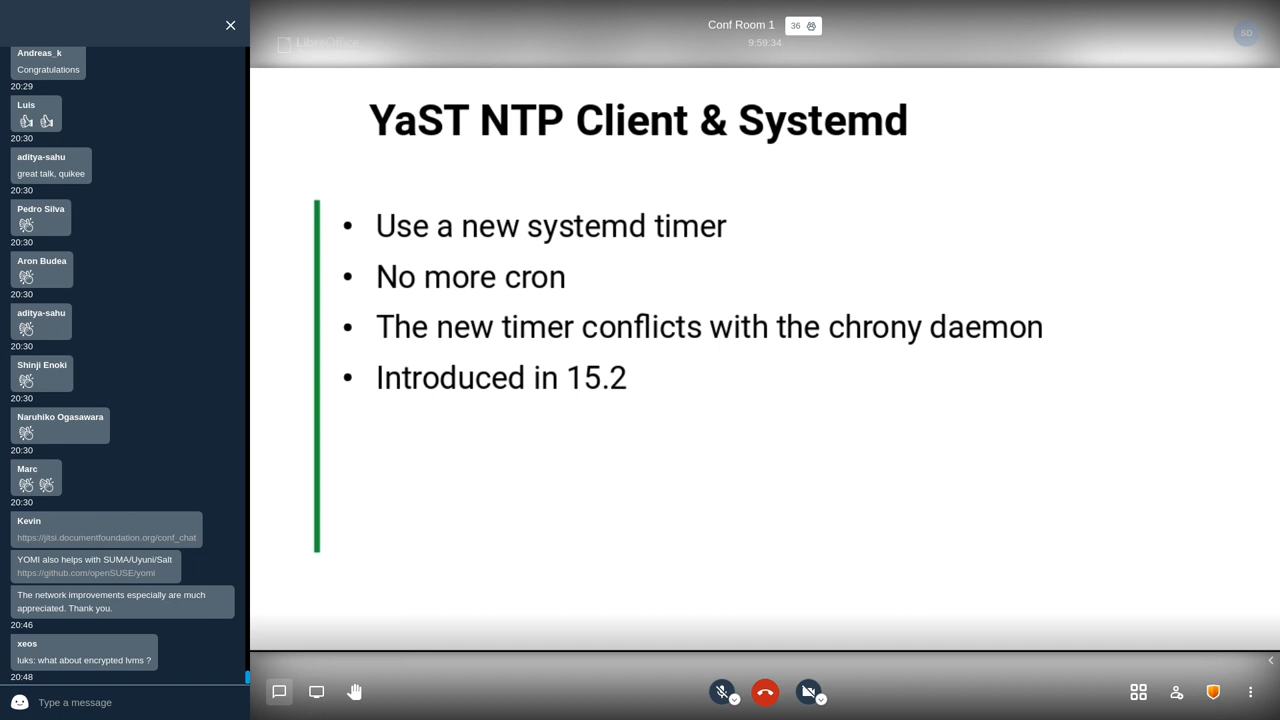 Andreas_k
Congratulations
20:29
Luis
20:30
aditya-sahu
great talk, quikee
20:30
Pedro Silva
20:30
Aron Budea
20:30
aditya-sahu
20:30
Shinji Enoki
20:30
Naruhiko Ogasawara
20:30
Marc
20:30
Kevin
https://jitsi.documentfoundation.org/conf_chat
YOMI also helps with SUMA/Uyuni/Salt
https://github.com/openSUSE/yomi
The network improvements especially are much
appreciated. Thank you.
20:46
xeos
luks: what about encrypted lvms ?
20:48
Type a message
LibreOffice
Conf Room 1
36
9:59:34
SD
YaST NTP Client & Systemd
• Use a new systemd timer
• No more cron
• The new timer conflicts with the chrony daemon
• Introduced in 15.2